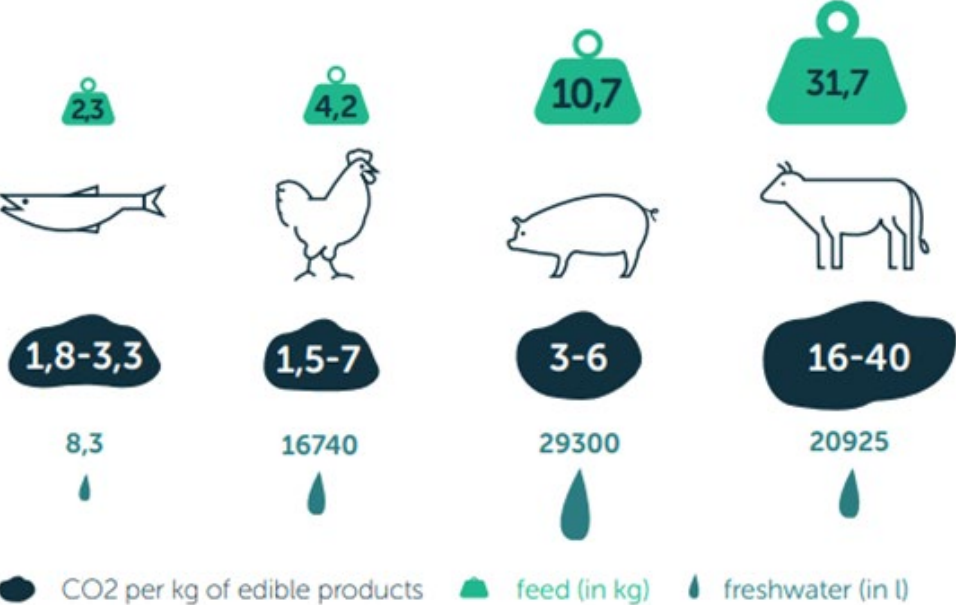 2,3 4,2 10,7 31,7
1,8-3,3 1,5-7 3-6 16-40
8,3 16740 29300 20925
CO2 per kg of edible products feed (in kg) freshwater (in l)